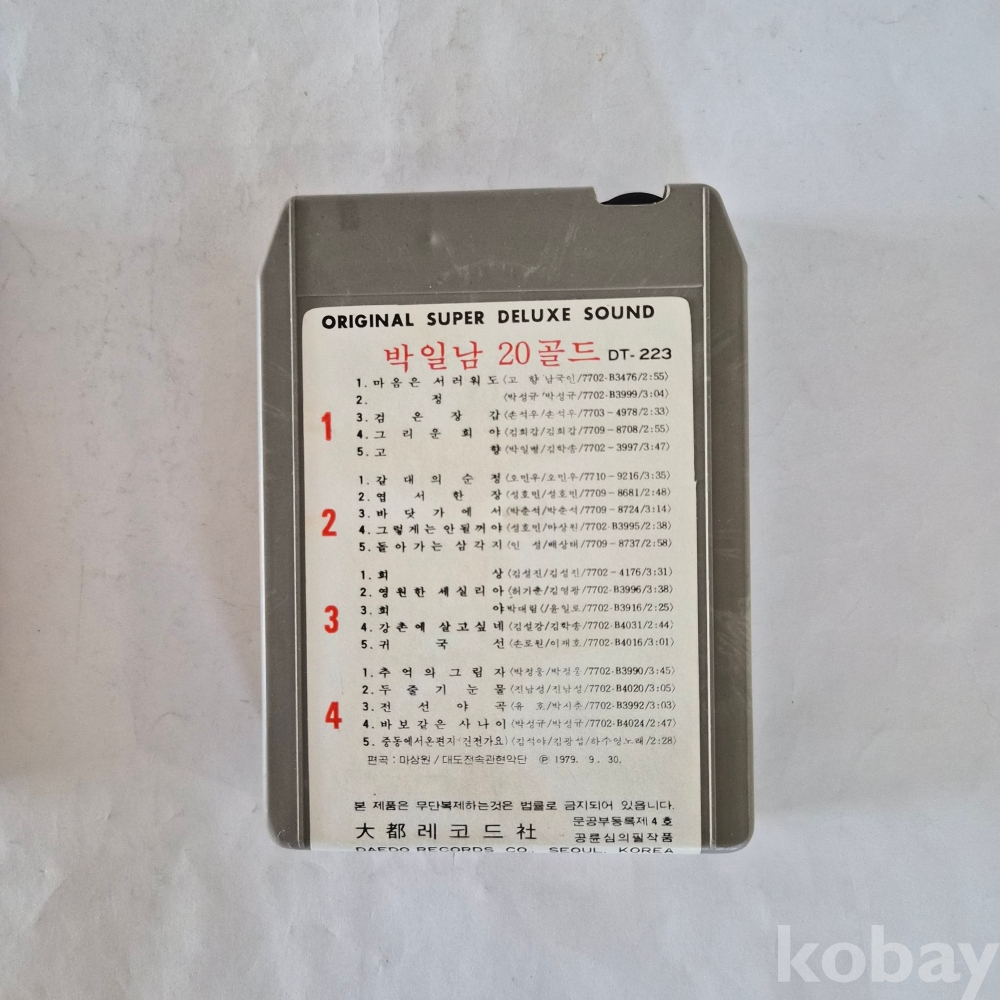 ORIGINAL SUPER DELUXE SOUND
박일남 20골드 DT-223
1
1. 마음은 서러워도 (고 향/남국인/7702-B3476/2:55)
2. 정 (박성규/박성규/7702-B3999/3:04)
3. 검은장갑 (손석우/손석우/7703-4978/2:33)
4. 그리운희야 (김희갑/김희갑/7709-8708/2:55)
5. 고향 (박일병/김학송/7702-3997/3:47)
2
1. 갈대의순정 (오민우/오민우/7710-9216/3:35)
2. 엽서한장 (성호민/성호민/7709-8681/2:48)
3. 바닷가에서 (박춘석/박춘석/7709-8724/3:14)
4. 그렇게는안될꺼야 (성호민/마상원/7702-B3995/2:38)
5. 돌아가는 삼각지 (인 성/배상태/7709-8737/2:58)
3
1. 회상 (김성진/김성진/7702-4176/3:31)
2. 영원한 세실리아 (허기촌/김영광/7702-B3996/3:38)
3. 희야 박대림(/윤일로/7702-B3916/2:25)
4. 강촌에 살고싶네 (김설강/김학송/7702-B4031/2:44)
5. 귀국선 (손로원/이재호/7702-B4016/3:01)
4
1. 추억의그림자 (박정웅/박정웅/7702-B3990/3:45)
2. 두줄기눈물 (진남성/진남성/7702-B4020/3:05)
3. 전선야곡 (유 호/박시춘/7702-B3992/3:03)
4. 바보같은 사나이 (박성규/박성규/7702-B4024/2:47)
5. 중동에서온편지 (건전가요) (김석야/김광섭/하수영노래/2:28)
편곡 : 마상원 / 대도전속관현악단 ℗ 1979. 9. 30.
본 제품은 무단복제하는것은 법률로 금지되어 있읍니다.
大都레코드社 문공부등록제4호
공륜심의필작품
DAEDO RECORDS CO., SEOUL, KOREA
kobay